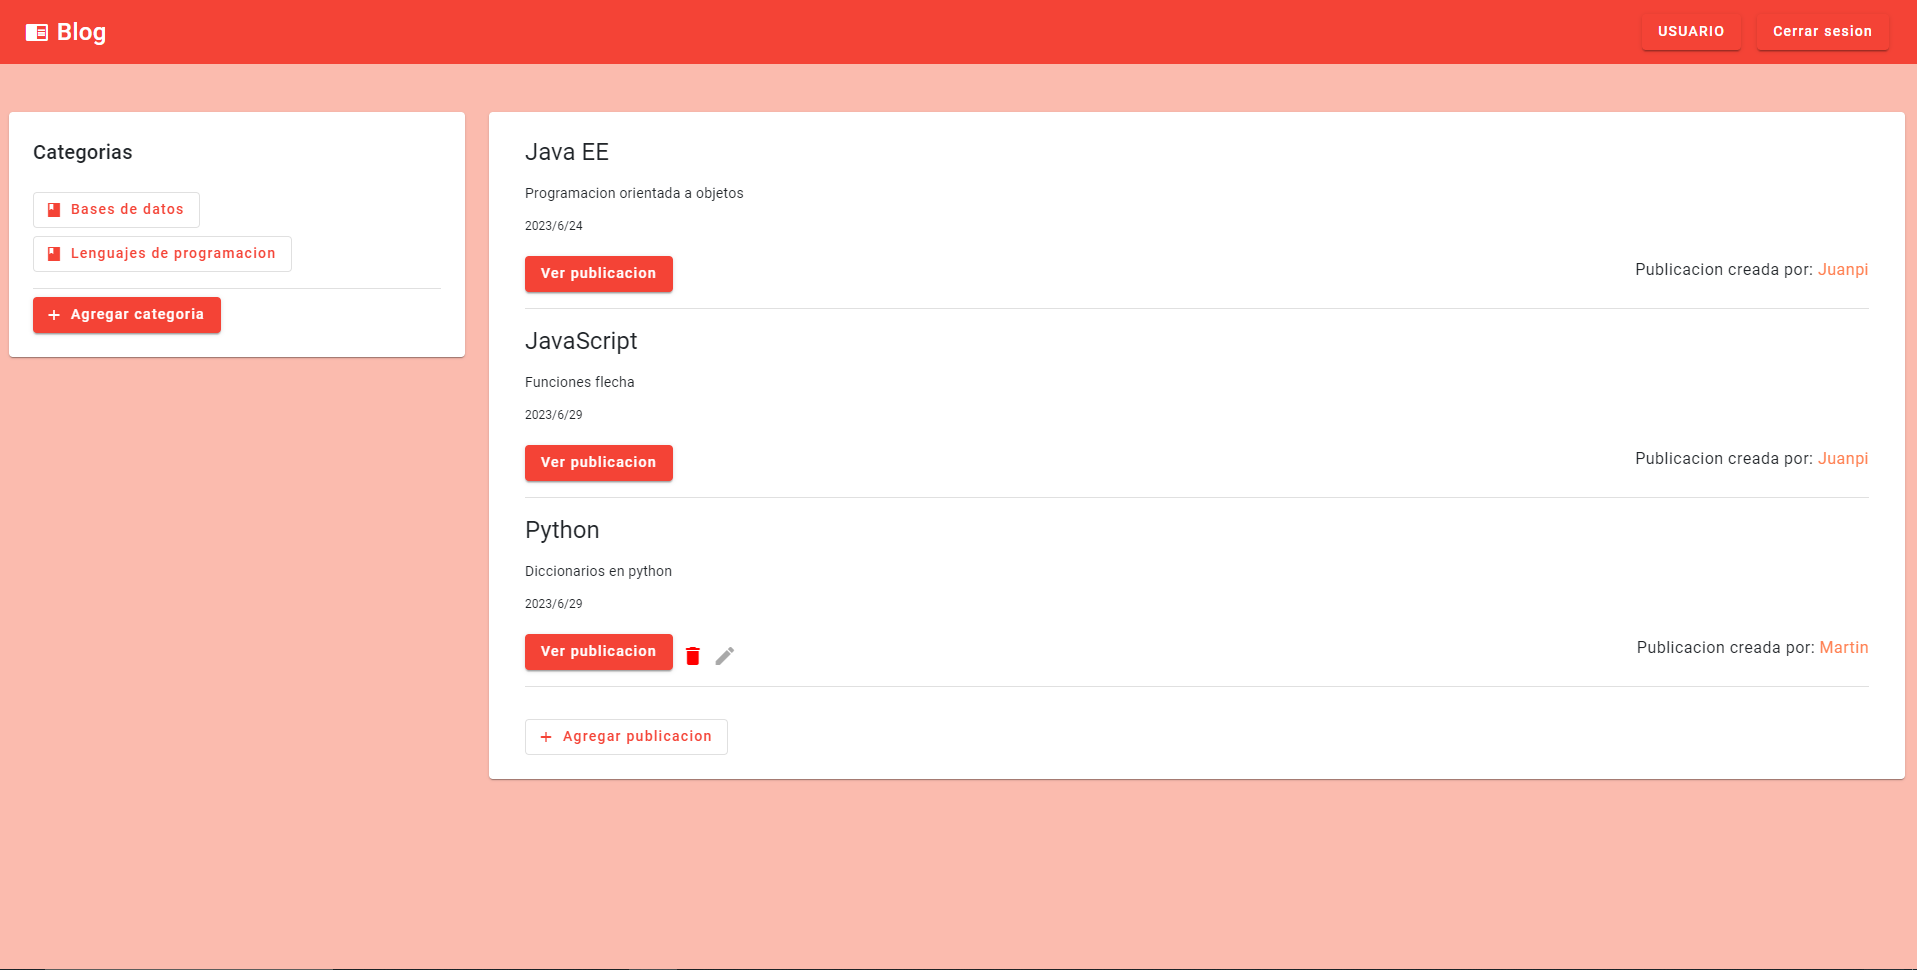 Blog
USUARIO
Cerrar sesion
Categorias
Bases de datos
Lenguajes de programacion
Agregar categoria
Java EE
Programacion orientada a objetos
2023/6/24
Ver publicacion
Publicacion creada por: Juanpi
JavaScript
Funciones flecha
2023/6/29
Ver publicacion
Publicacion creada por: Juanpi
Python
Diccionarios en python
2023/6/29
Ver publicacion
Publicacion creada por: Martin
Agregar publicacion